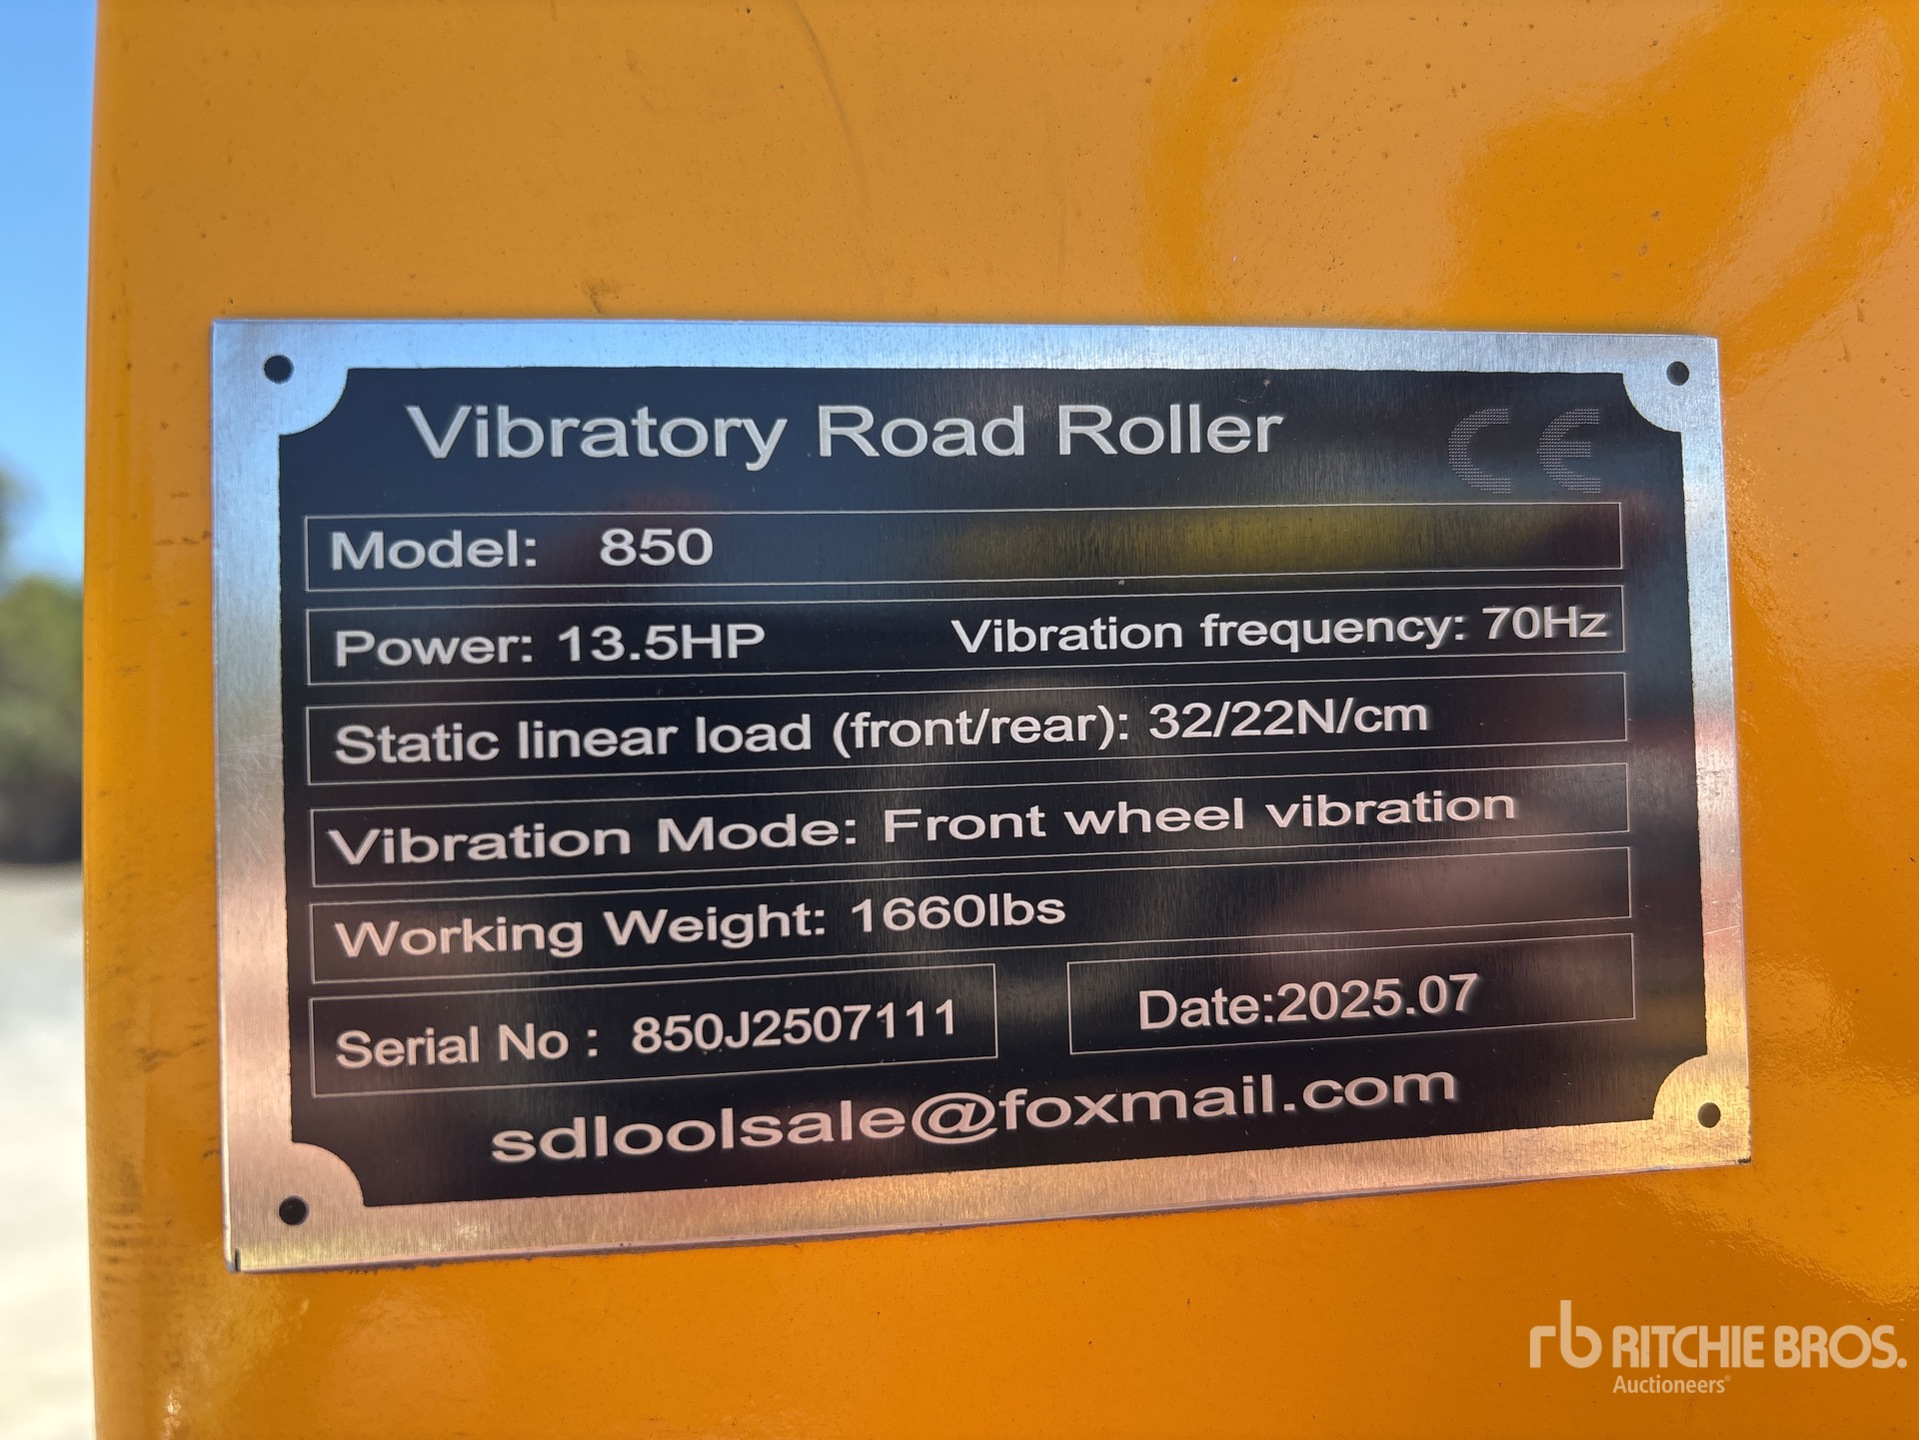 Vibratory Road Roller CE
Model: 850
Power: 13.5HP Vibration frequency: 70Hz
Static linear load (front/rear): 32/22N/cm
Vibration Mode: Front wheel vibration
Working Weight: 1660lbs
Serial No : 850J2507111 Date:2025.07
sdloolsale@foxmail.com
rb RITCHIE BROS.
Auctioneers®